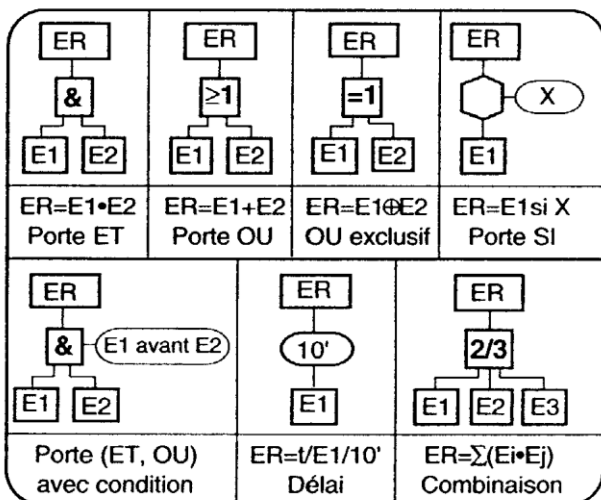 ER ER ER ER
& ≥1 =1 X
E1 E2 E1 E2 E1 E2 E1
ER=E1•E2 ER=E1+E2 ER=E1⊕E2 ER=E1si X
Porte ET Porte OU OU exclusif Porte SI
ER ER ER
& E1 avant E2 10' 2/3
E1 E2 E1 E1 E2 E3
Porte (ET, OU) ER=t/E1/10' ER=∑(Ei•Ej)
avec condition Délai Combinaison